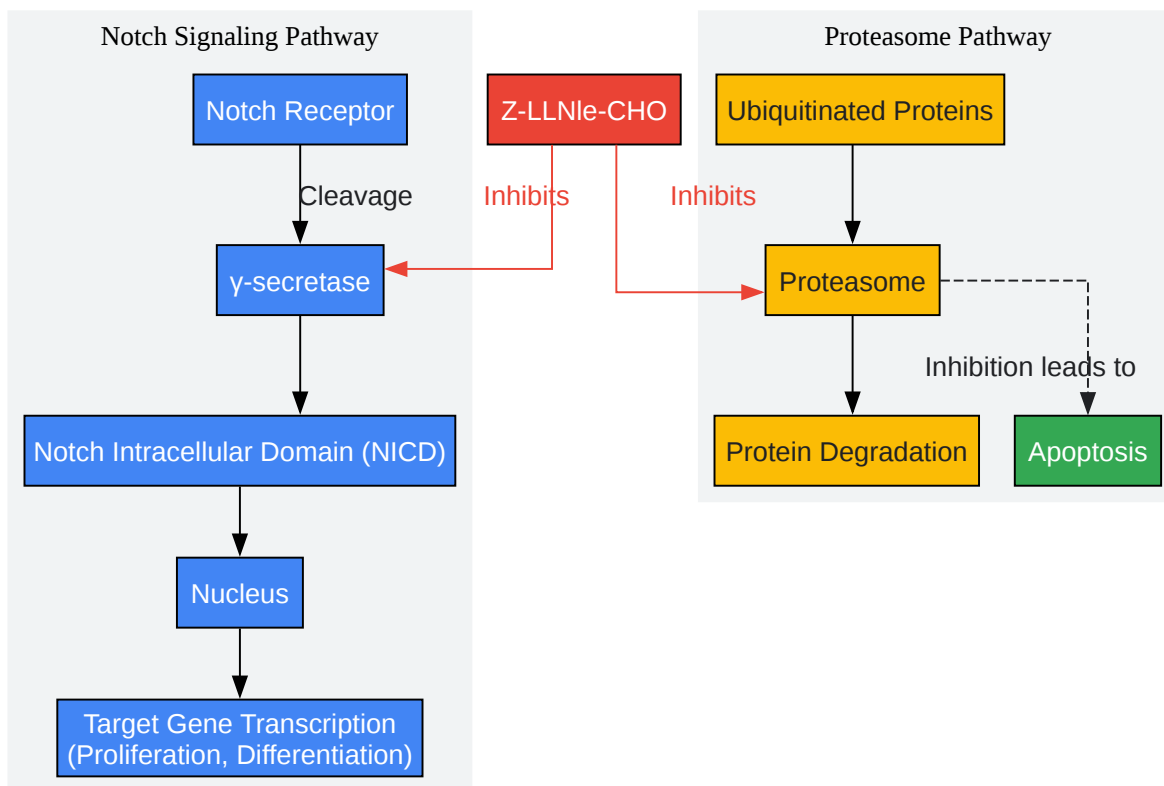 Notch Signaling Pathway
Proteasome Pathway
Notch Receptor
Z-LLNle-CHO
Ubiquitinated Proteins
Cleavage
Inhibits
Inhibits
γ-secretase
Proteasome
Inhibition leads to
Notch Intracellular Domain (NICD)
Protein Degradation
Apoptosis
Nucleus
Target Gene Transcription
(Proliferation, Differentiation)